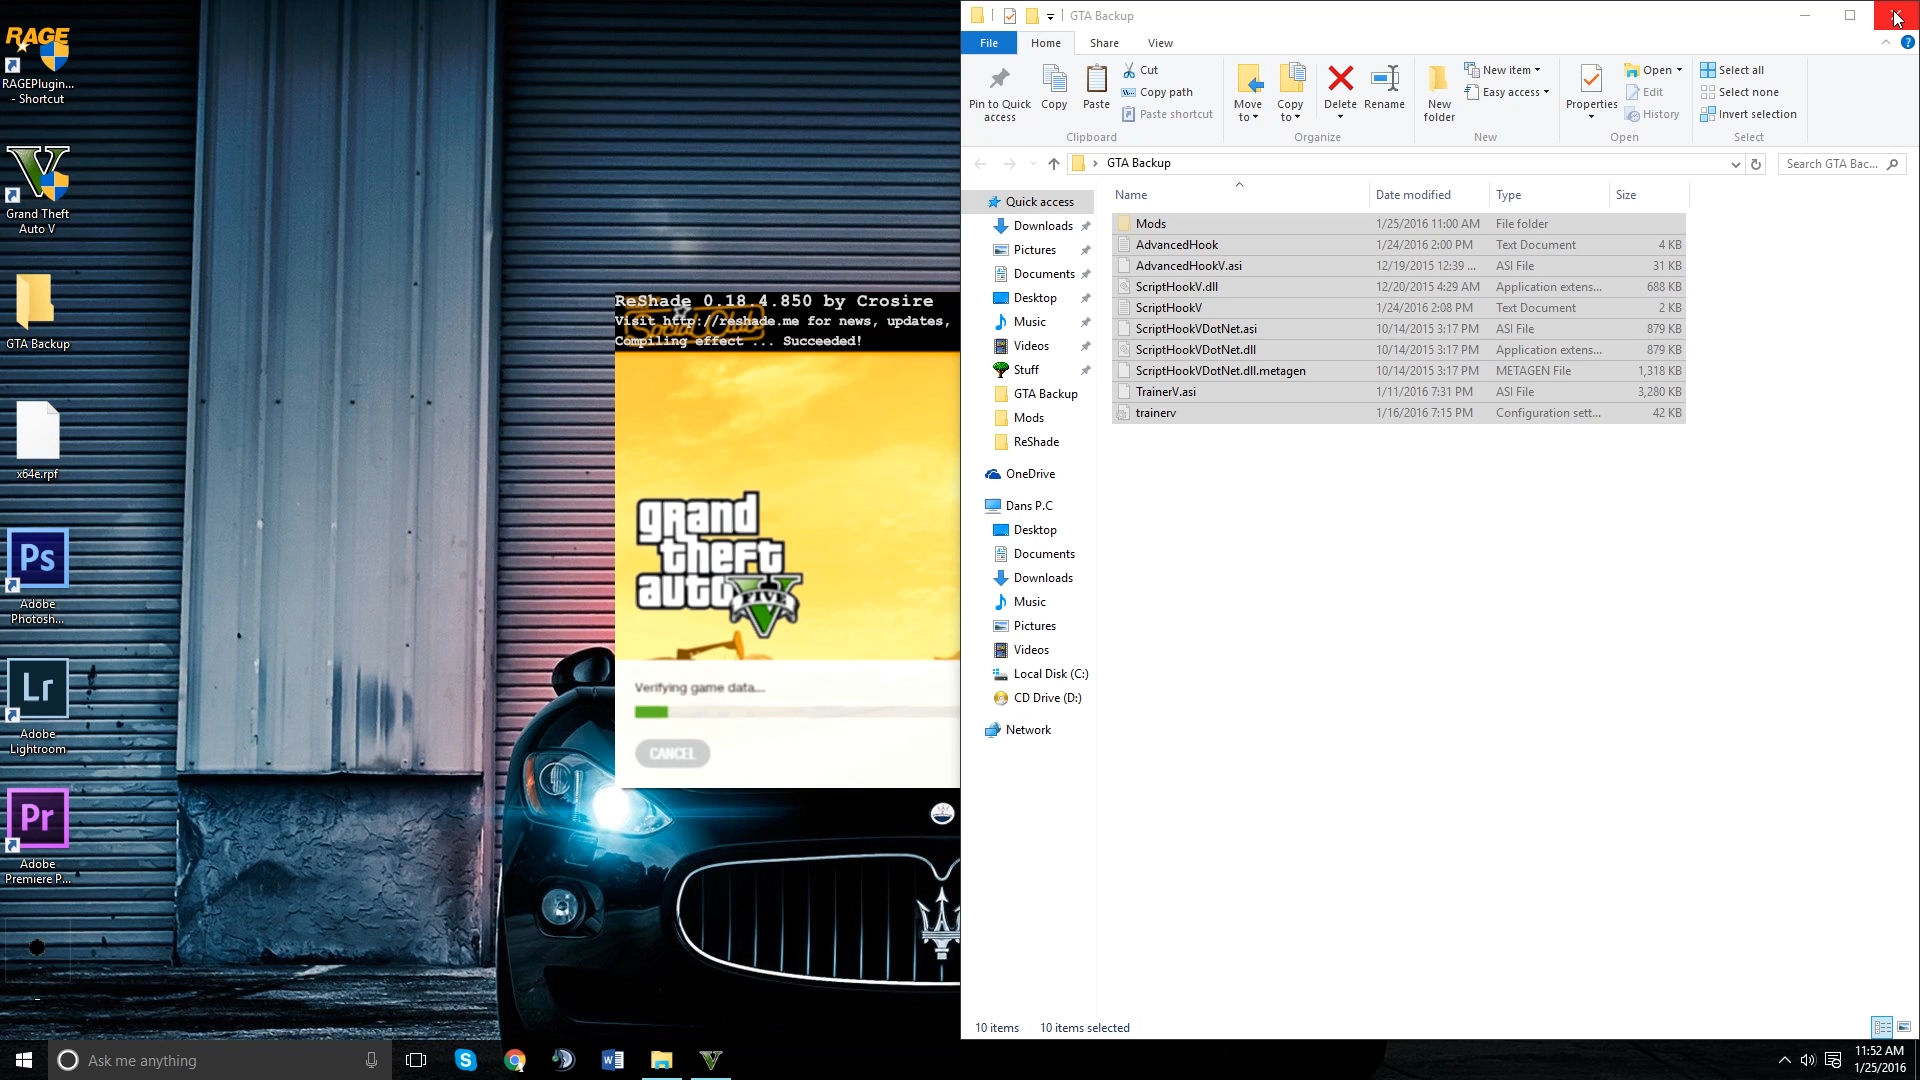 RAGE
RAGEPlugin...
- Shortcut
Grand Theft
Auto V
GTA Backup
x64e.rpf
Ps
Adobe
Photosh...
Lr
Adobe
Lightroom
Pr
Adobe
Premiere P...
ReShade 0.18.4.850 by Crosire
Visit http://reshade.me for news, updates,
Compiling effect ... Succeeded!
Social Club
grand
theft
auto
FIVE
Verifying game data...
CANCEL
GTA Backup
File Home Share View
Pin to Quick
access
Copy
Paste
Cut
Copy path
Paste shortcut
Clipboard
Move
to
Copy
to
Delete
Rename
Organize
New
folder
New item
Easy access
New
Properties
Open
Edit
History
Open
Select all
Select none
Invert selection
Select
GTA Backup
Search GTA Bac...
Name Date modified Type Size
Quick access
Downloads
Pictures
Documents
Desktop
Music
Videos
Stuff
GTA Backup
Mods
ReShade
OneDrive
Dans P.C
Desktop
Documents
Downloads
Music
Pictures
Videos
Local Disk (C:)
CD Drive (D:)
Network
Mods 1/25/2016 11:00 AM File folder
AdvancedHook 1/24/2016 2:00 PM Text Document 4 KB
AdvancedHookV.asi 12/19/2015 12:39 ... ASI File 31 KB
ScriptHookV.dll 12/20/2015 4:29 AM Application extens... 688 KB
ScriptHookV 1/24/2016 2:08 PM Text Document 2 KB
ScriptHookVDotNet.asi 10/14/2015 3:17 PM ASI File 879 KB
ScriptHookVDotNet.dll 10/14/2015 3:17 PM Application extens... 879 KB
ScriptHookVDotNet.dll.metagen 10/14/2015 3:17 PM METAGEN File 1,318 KB
TrainerV.asi 1/11/2016 7:31 PM ASI File 3,280 KB
trainerv 1/16/2016 7:15 PM Configuration sett... 42 KB
10 items 10 items selected
Ask me anything
11:52 AM
1/25/2016